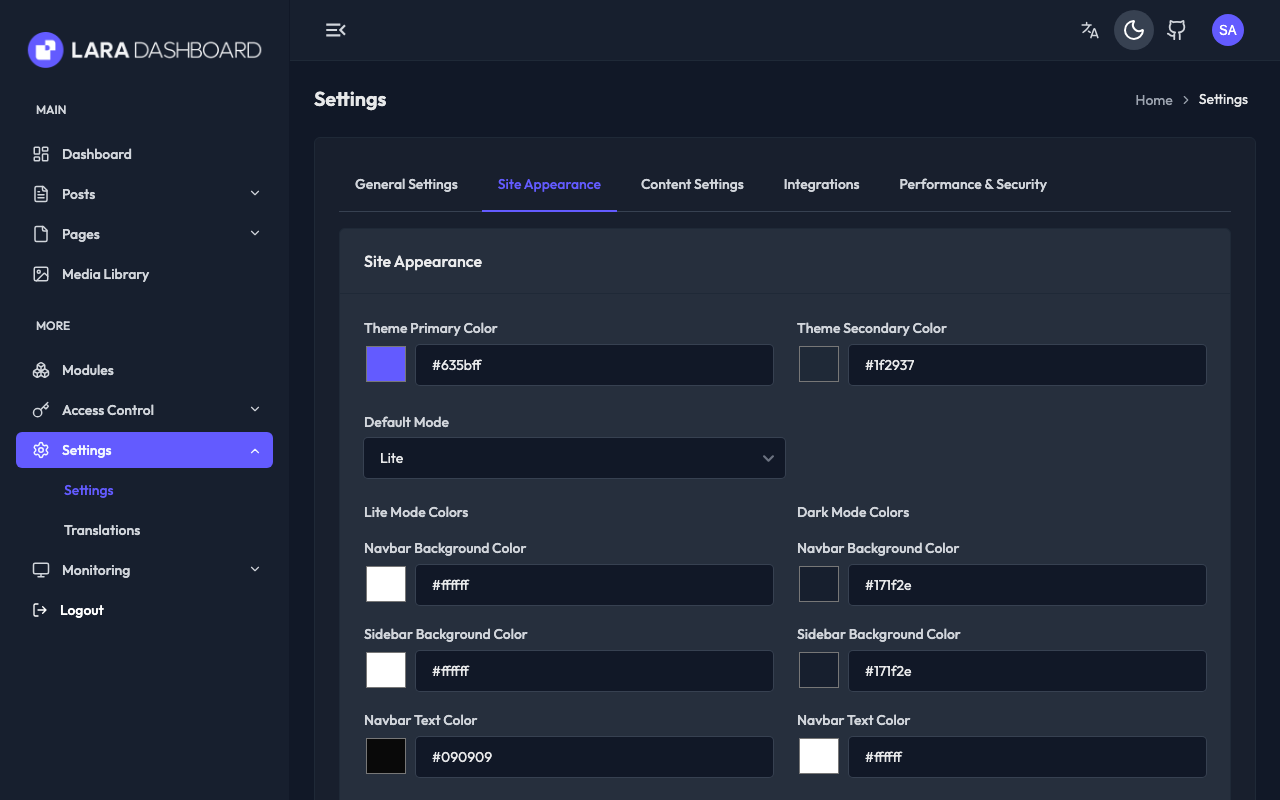 LARA DASHBOARD
SA
MAIN
Dashboard
Posts
Pages
Media Library
MORE
Modules
Access Control
Settings
Settings
Translations
Monitoring
Logout
Settings
Home > Settings
General Settings Site Appearance Content Settings Integrations Performance & Security
Site Appearance
Theme Primary Color Theme Secondary Color
#635bff #1f2937
Default Mode
Lite
Lite Mode Colors Dark Mode Colors
Navbar Background Color Navbar Background Color
#ffffff #171f2e
Sidebar Background Color Sidebar Background Color
#ffffff #171f2e
Navbar Text Color Navbar Text Color
#090909 #ffffff